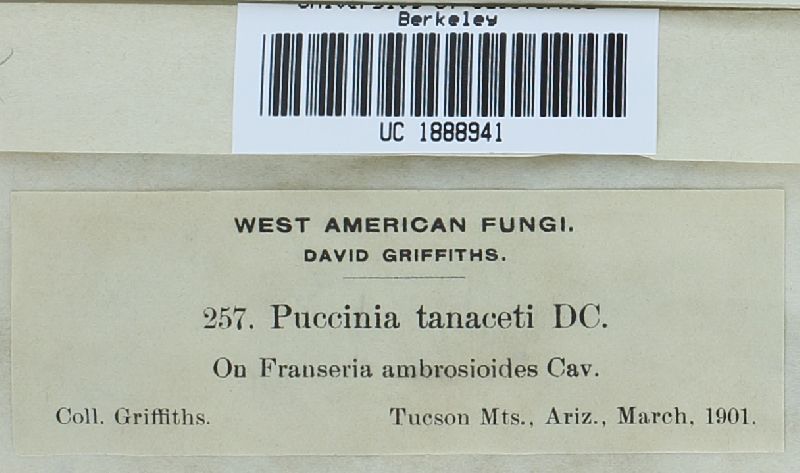 Berkeley
UC 1888941
WEST AMERICAN FUNGI.
DAVID GRIFFITHS.
257. Puccinia tanaceti DC.
On Franseria ambrosioides Cav.
Coll. Griffiths. Tucson Mts., Ariz., March, 1901.